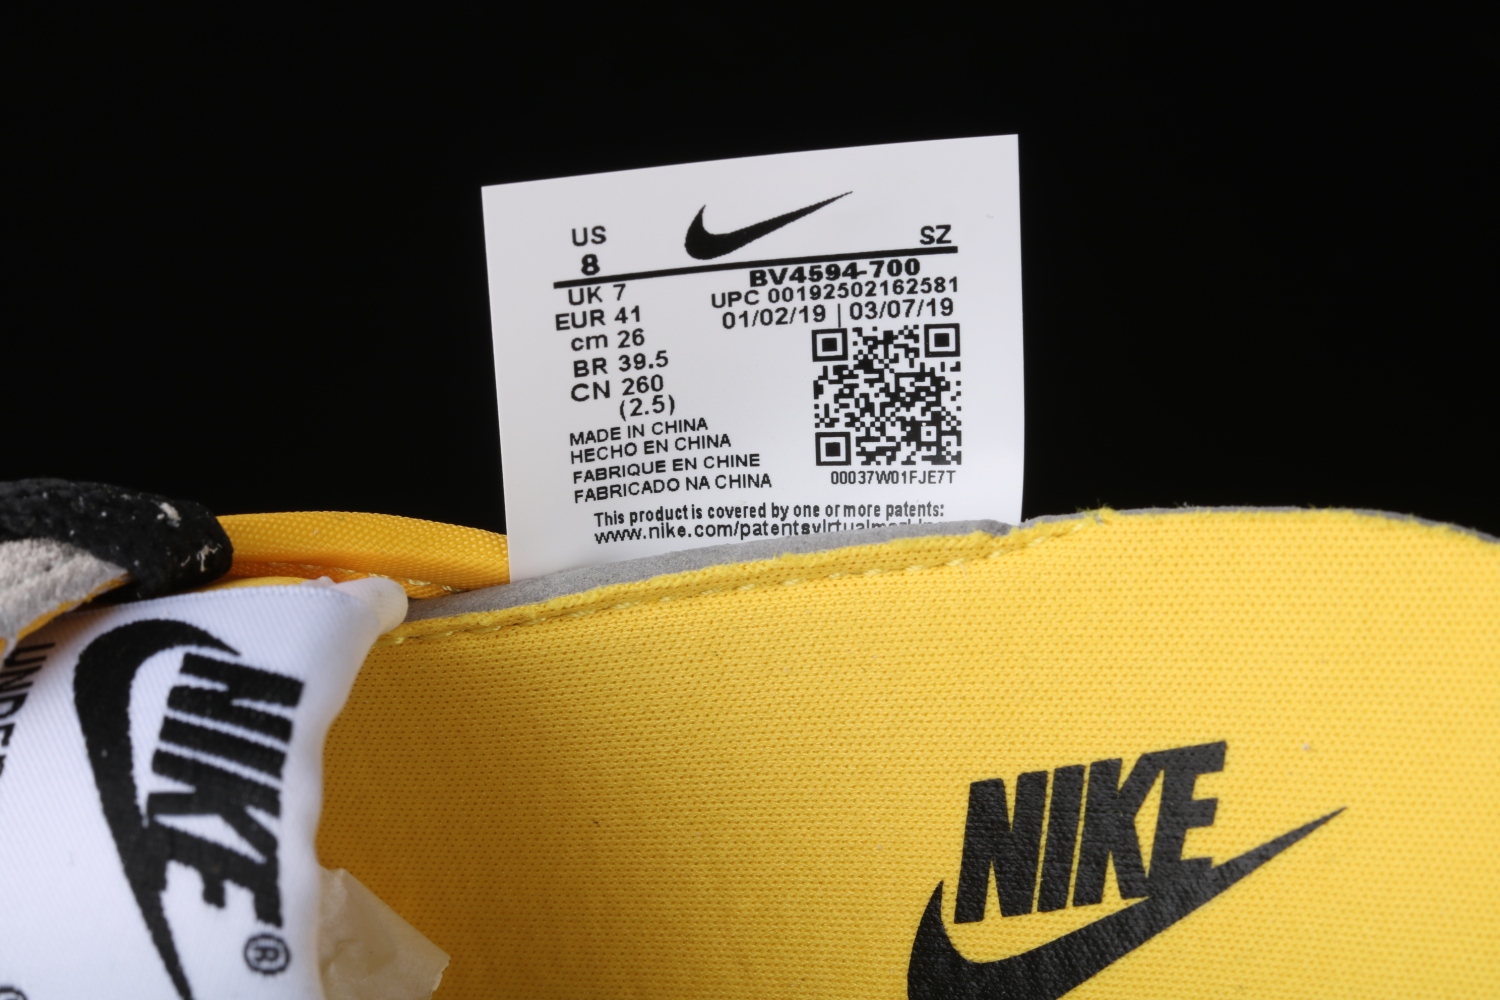 US
8
SZ
BV4594-700
UPC 00192502162581
01/02/19 | 03/07/19
UK 7
EUR 41
cm 26
BR 39.5
CN 260
(2.5)
MADE IN CHINA
HECHO EN CHINA
FABRIQUE EN CHINE
FABRICADO NA CHINA
00037W01FJE7T
This product is covered by one or more patents:
NIKE
®
NIKE